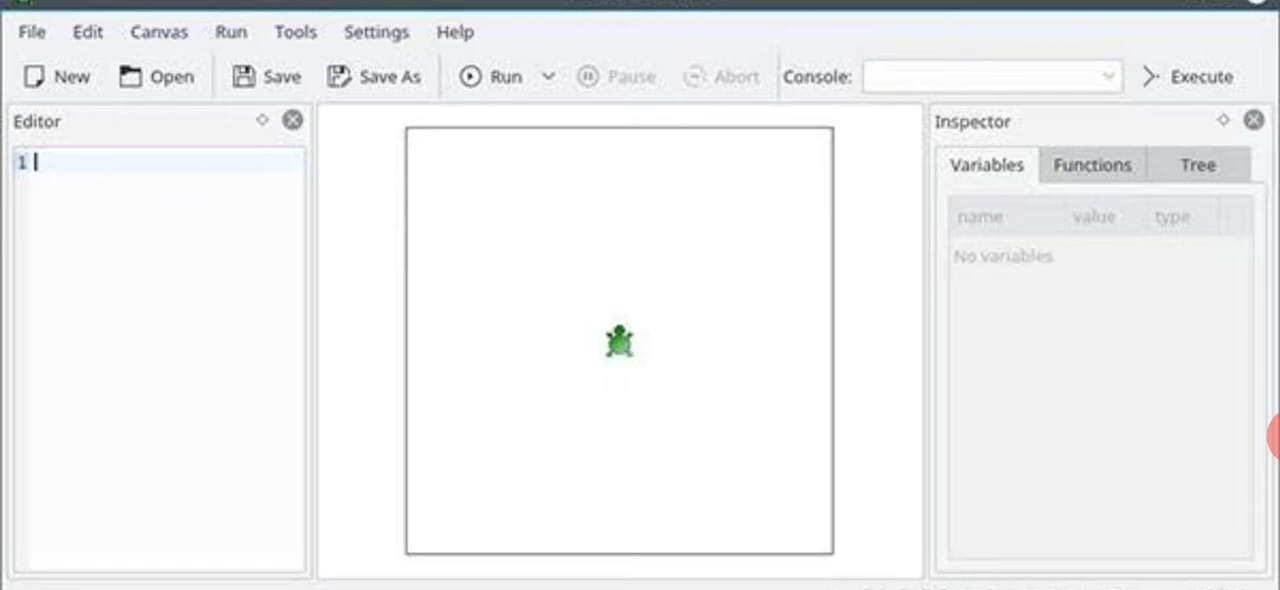 File Edit Canvas Run Tools Settings Help
New Open Save Save As Run Pause Abort Console: Execute
Editor
1
Inspector
Variables Functions Tree
name value type
No variables